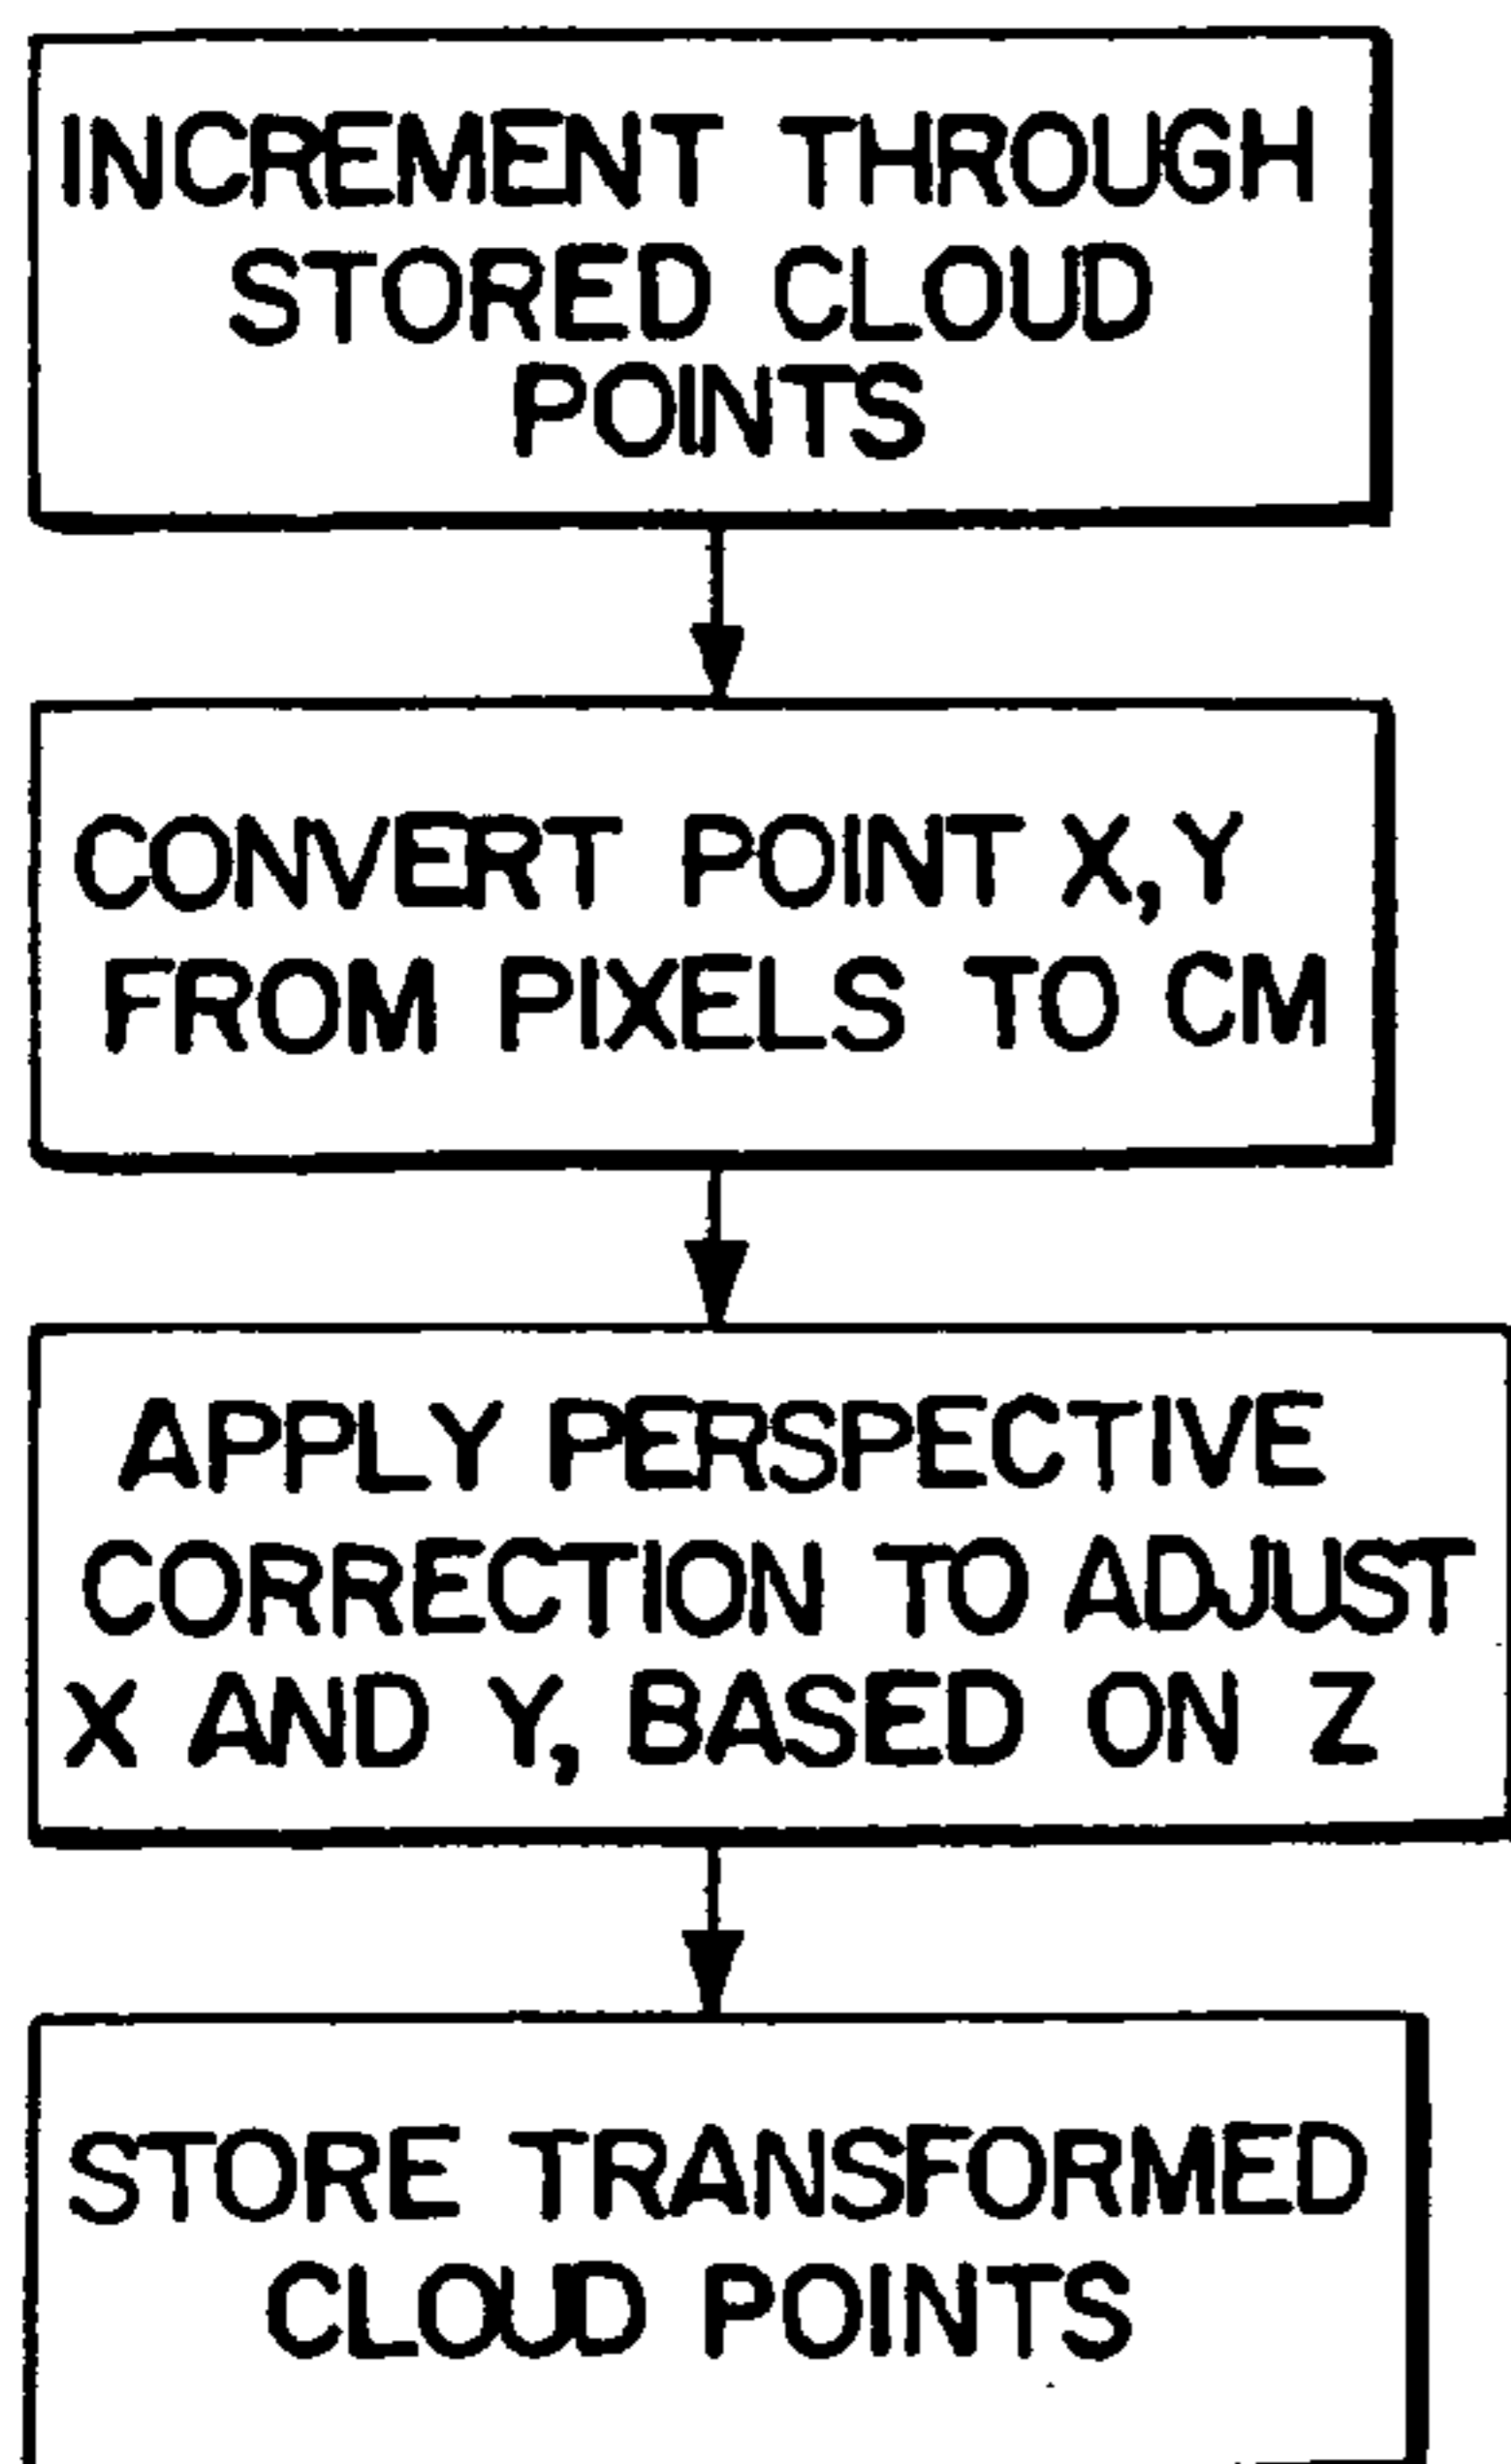 INCREMENT THROUGH
STORED CLOUD
POINTS
CONVERT POINT X,Y
FROM PIXELS TO CM
APPLY PERSPECTIVE
CORRECTION TO ADJUST
X AND Y, BASED ON Z
STORE TRANSFORMED
CLOUD POINTS